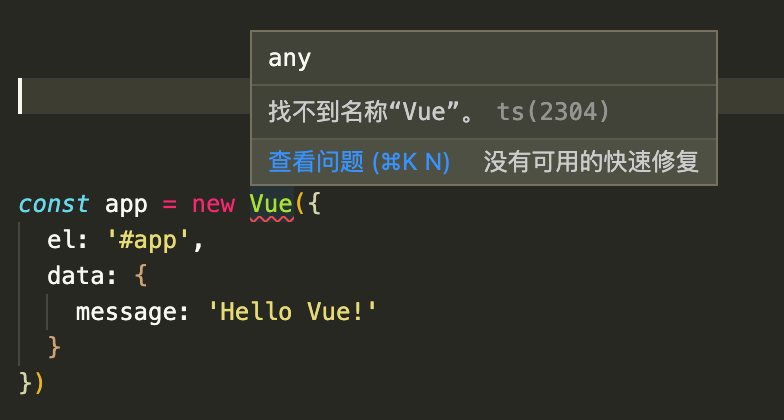 any
找不到名称“Vue”。 ts(2304)
查看问题 (⌘K N) 没有可用的快速修复
const app = new Vue({
  el: '#app',
  data: {
    message: 'Hello Vue!'
  }
})